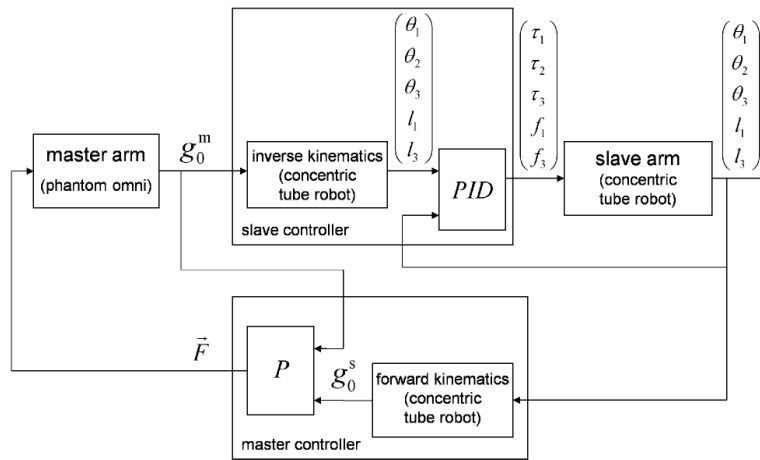 θ₁
θ₂
θ₃
l₁
l₃
τ₁
τ₂
τ₃
f₁
f₃
θ₁
θ₂
θ₃
l₁
l₃
master arm
(phantom omni)
g₀ᵐ
inverse kinematics
(concentric
tube robot)
PID
slave controller
slave arm
(concentric
tube robot)
F⃗
P
g₀ˢ
forward kinematics
(concentric
tube robot)
master controller